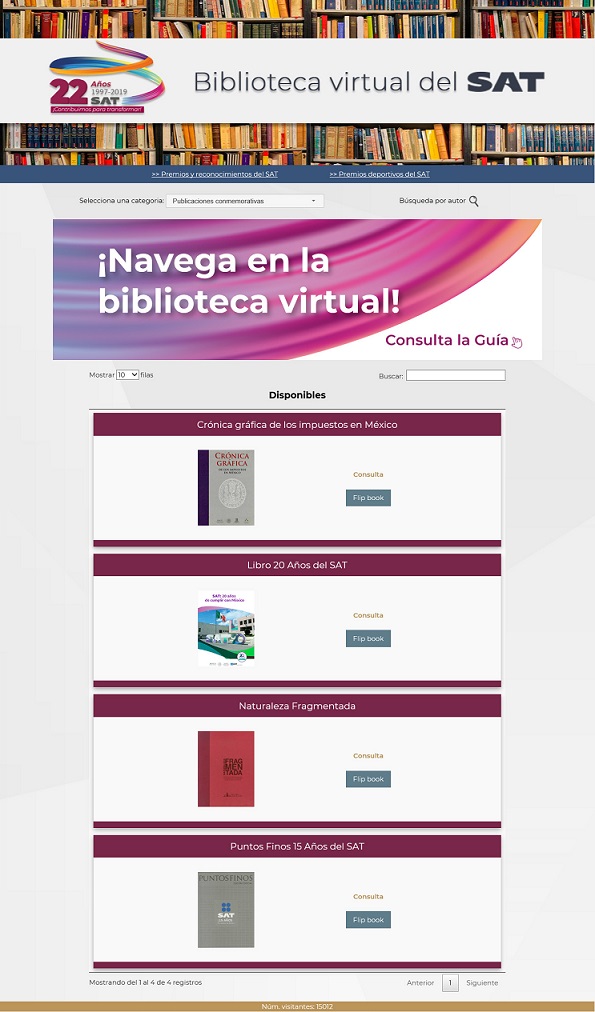 22 Años
1997-2019
SAT
¡Contribuimos para transformar!
Biblioteca virtual del SAT
>> Premios y reconocimientos del SAT
>> Premios deportivos del SAT
Selecciona una categoria: Publicaciones conmemorativas
Búsqueda por autor
¡Navega en la
biblioteca virtual!
Consulta la Guía
Mostrar 10 filas
Buscar:
Disponibles
Crónica gráfica de los impuestos en México
CRÓNICA
GRÁFICA
DE LOS IMPUESTOS
EN MÉXICO
Consulta
Flip book
Libro 20 Años del SAT
SAT: 20 años
de cumplir con México
Consulta
Flip book
Naturaleza Fragmentada
FRAG
MEN
TADA
Consulta
Flip book
Puntos Finos 15 Años del SAT
PUNTOS FINOS
SAT
Consulta
Flip book
Mostrando del 1 al 4 de 4 registros
Anterior 1 Siguiente
Núm. visitantes: 15012